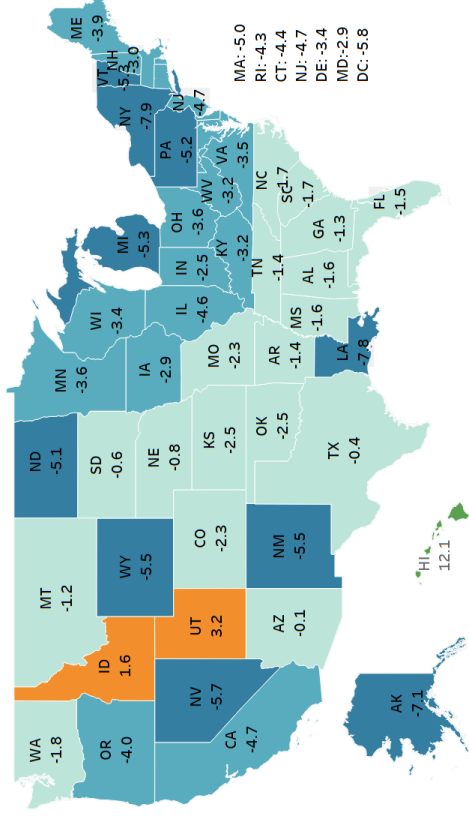 WA
-1.8
OR
-4.0
CA
-4.7
NV
-5.7
ID
1.6
MT
-1.2
WY
-5.5
UT
3.2
AZ
-0.1
CO
-2.3
NM
-5.5
ND
-5.1
SD
-0.6
NE
-0.8
KS
-2.5
OK
-2.5
TX
-0.4
MN
-3.6
IA
-2.9
MO
-2.3
AR
-1.4
LA
-7.8
WI
-3.4
IL
-4.6
MS
-1.6
MI
-5.3
IN
-2.5
KY
-3.2
TN
-1.4
AL
-1.6
OH
-3.6
WV
-3.2
GA
-1.3
FL
-1.5
SC
-1.7
NC
-1.7
VA
-3.5
PA
-5.2
NY
-7.9
NJ
-4.7
VT
-5.3
NH
-3.0
ME
-3.9
MA: -5.0
RI: -4.3
CT: -4.4
NJ: -4.7
DE: -3.4
MD:-2.9
DC: -5.8
AK
-7.1
HI
12.1